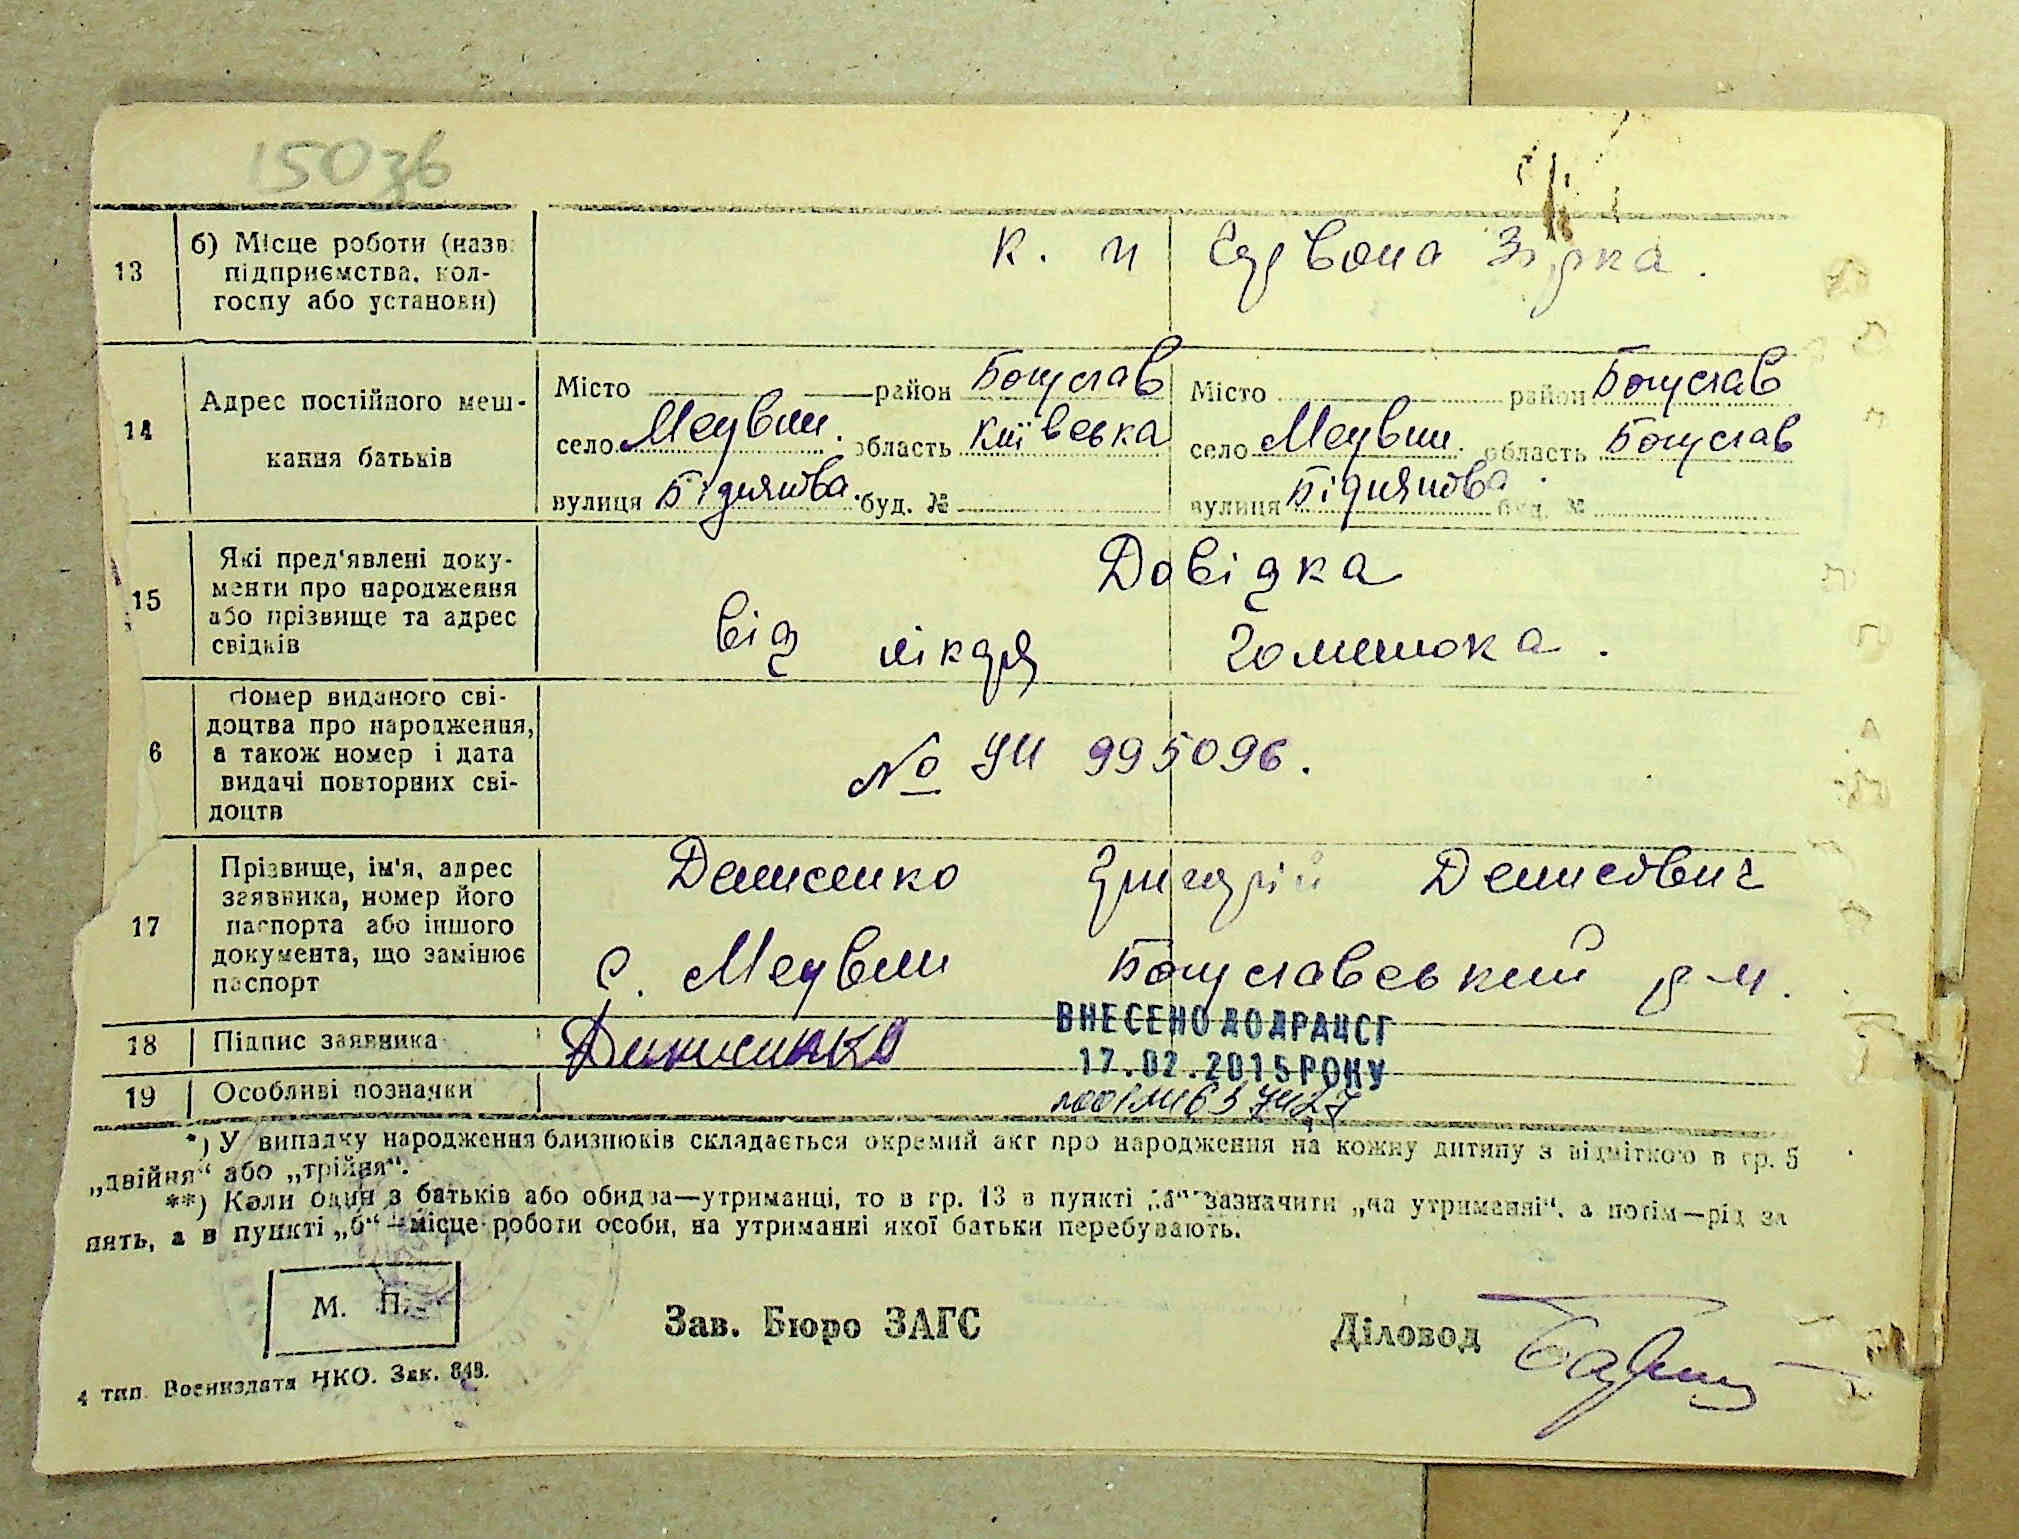 150зв
13 б) Місце роботи (назв. підприємства, колгоспу або установи) К. п Червона Зірка.
14 Адрес постійного мешкання батьків
Місто район Богуслав Місто район Богуслав
село Медвин. область Київська село Медвин. область Богуслав
вулиця Біднякова. буд. № вулиця Біднякова. буд. №
15 Які пред'явлені документи про народження або прізвище та адрес свідків
Довідка
від лікаря Гоменюка.
6 Номер виданого свідоцтва про народження, а також номер і дата видачі повторних свідоцтв
№ УИ 995096.
17 Прізвище, ім'я, адрес заявника, номер його паспорта або іншого документа, що замінює паспорт
Денисенко Григорій Денисович
с. Медвин Богуславський р-н.
18 Підпис заявника Денисенко
ВНЕСЕНО ДО ДРАЦСГ
17.02.2015 РОКУ
19 Особливі позначки
*) У випадку народження близнюків складається окремий акт про народження на кожну дитину з відміткою в гр. 5
„двійня“ або „трійня“.
**) Коли один з батьків або обидва—утриманці, то в гр. 13 в пункті „а“ зазначити „на утриманні“, а потім—рід за
нять, а в пункті „б“—місце роботи особи, на утриманні якої батьки перебувають.
М. П.
Зав. Бюро ЗАГС
Діловод
4 тип. Воениздата НКО. Зак. 848.